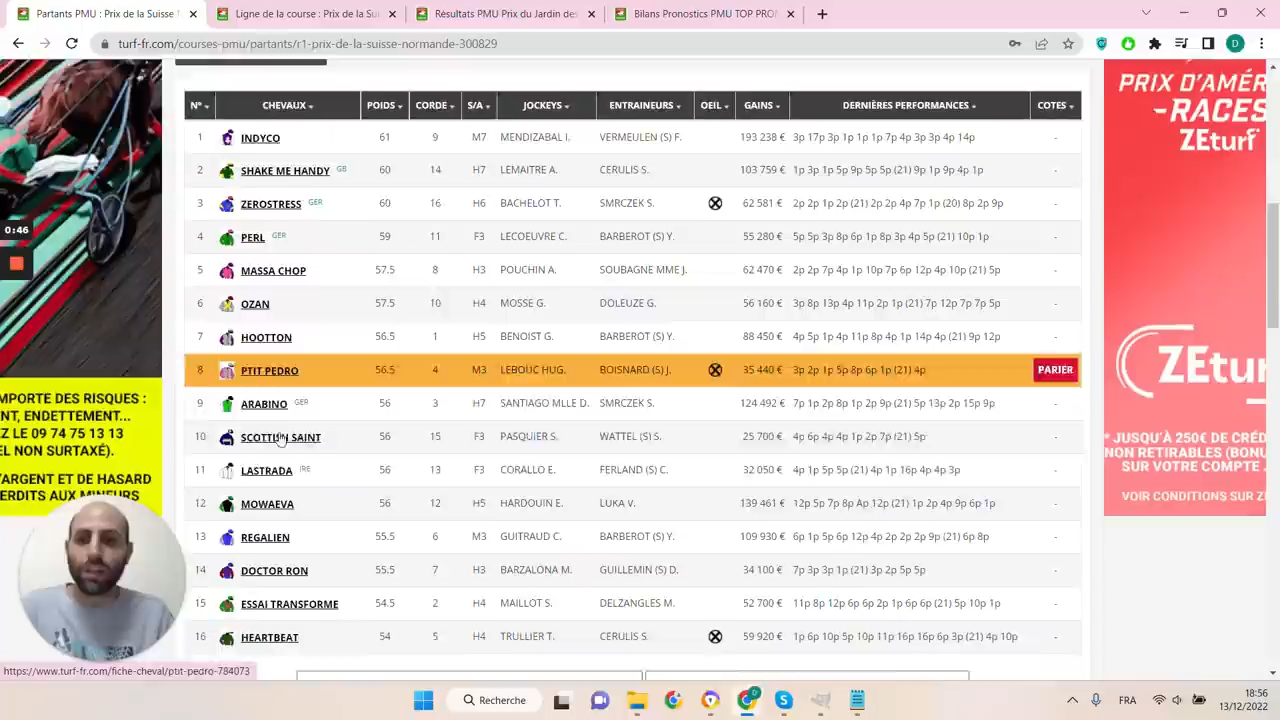 Partants PMU : Prix de la Suisse
Ligne de la course : Prix de la Su
Résultats PMU Prix du Jardin des
Bilans Pronostics PMU TOP PRO
turf-fr.com/courses-pmu/partants/r1-prix-de-la-suisse-normande-300829
N° CHEVAUX POIDS CORDE S/A JOCKEYS ENTRAINEURS OEIL GAINS DERNIÈRES PERFORMANCES COTES
1 INDYCO 61 9 M7 MENDIZABAL I. VERMEULEN (S) F. 193 238 € 3p 17p 3p 1p 1p 1p 7p 4p 3p 3p 4p 14p -
2 SHAKE ME HANDY GB 60 14 H7 LEMAITRE A. CERULIS S. 103 759 € 1p 3p 1p 5p 9p 5p 5p (21) 9p 1p 9p 4p 1p -
3 ZEROSTRESS GER 60 16 H6 BACHELOT T. SMRCZEK S. 62 581 € 2p 2p 1p 2p (21) 2p 2p 4p 7p 1p (20) 8p 2p 9p -
4 PERL GER 59 11 F3 LECOEUVRE C. BARBEROT (S) Y. 55 280 € 5p 5p 3p 8p 6p 1p 8p 3p 4p 5p (21) 10p 1p -
5 MASSA CHOP 57.5 8 H3 POUCHIN A. SOUBAGNE MME J. 62 470 € 2p 2p 7p 4p 1p 10p 7p 6p 12p 4p 10p (21) 5p -
6 OZAN 57.5 10 H4 MOSSE G. DOLEUZE G. 56 160 € 3p 8p 13p 4p 11p 2p 1p (21) 7p 12p 7p 7p 5p -
7 HOOTTON 56.5 1 H5 BENOIST G. BARBEROT (S) Y. 88 450 € 4p 5p 1p 4p 11p 8p 4p 1p 14p 4p (21) 9p 12p -
8 PTIT PEDRO 56.5 4 M3 LEBOUC HUG. BOISNARD (S) J. 35 440 € 3p 2p 1p 5p 8p 6p 1p (21) 4p PARIER
9 ARABINO GER 56 3 H7 SANTIAGO MLLE D. SMRCZEK S. 124 492 € 7p 1p 2p 8p 1p 2p 9p (21) 5p 13p 2p 15p 9p -
10 SCOTTISH SAINT 56 15 F3 PASQUIER S. WATTEL (S) S. 25 700 € 4p 6p 4p 4p 1p 2p 7p (21) 5p -
11 LASTRADA IRE 56 13 F3 CORALLO E. FERLAND (S) C. 32 050 € 4p 1p 5p 5p (21) 4p 1p 16p 4p 4p 3p -
12 MOWAEVA 56 12 H5 HARDOUIN E. LUKA V. 139 461 € 12p 5p 7p 8p Ap 12p (21) 1p 2p 4p 9p 6p 1p -
13 REGALIEN 55.5 6 M3 GUITRAUD C. BARBEROT (S) Y. 109 930 € 6p 1p 5p 6p 12p 4p 2p 2p 2p 9p (21) 6p 8p -
14 DOCTOR RON 55.5 7 H3 BARZALONA M. GUILLEMIN (S) D. 34 100 € 7p 3p 3p 1p (21) 3p 2p 5p 5p -
15 ESSAI TRANSFORME 54.5 2 H4 MAILLOT S. DELZANGLES M. 52 700 € 11p 8p 12p 6p 6p 2p 1p 6p 6p (21) 5p 10p 1p -
16 HEARTBEAT 54 5 H4 TRULLIER T. CERULIS S. 59 920 € 1p 6p 10p 5p 10p 11p 16p 16p 6p 3p (21) 4p 10p -
0:46
MPORTE DES RISQUES :
NT, ENDETTEMENT...
Z LE 09 74 75 13 13
EL NON SURTAXÉ).
'ARGENT ET DE HASARD
ERDITS AUX MINEURS
PRIX D'AMÉR
-RACES
ZEturf
ZEtur
* JUSQU'À 250€ DE CRÉD
NON RETIRABLES (BONU
SUR VOTRE COMPTE
VOIR CONDITIONS SUR ZE
https://www.turf-fr.com/fiche-cheval/ptit-pedro-784073
Recherche
FRA
18:56
13/12/2022